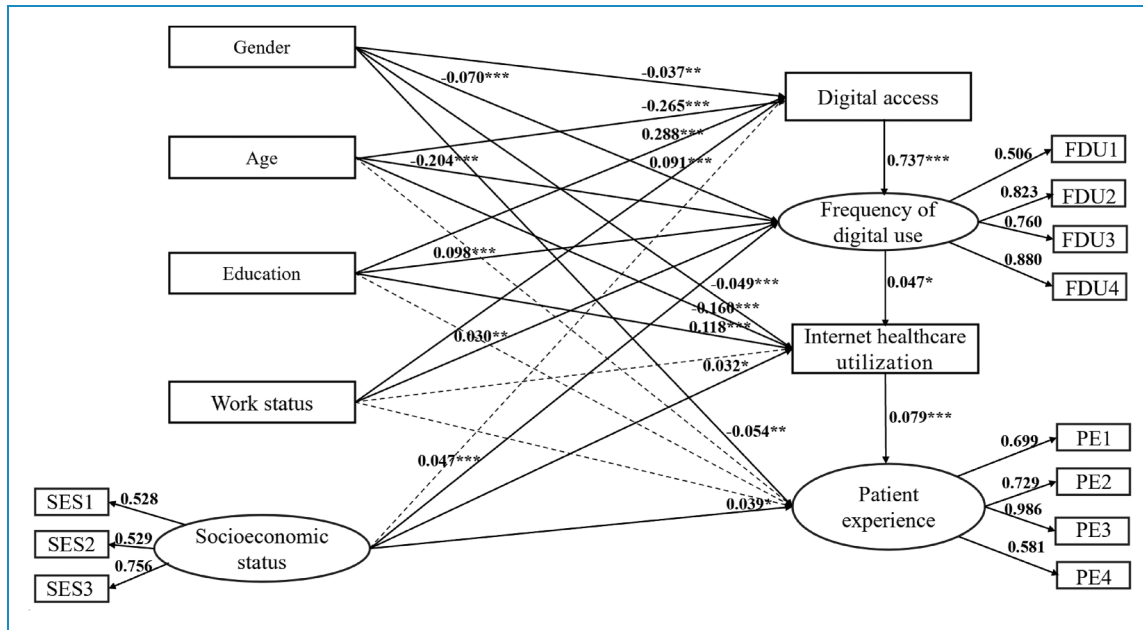 Gender
-0.070***
-0.037**
Digital access
-0.265***
Age
0.288***
-0.204***
0.091***
0.737***
0.506
FDU1
0.823
FDU2
Frequency of
digital use
0.760
FDU3
0.880
FDU4
Education
0.098***
-0.049***
0.047*
-0.160***
0.118***
Internet healthcare
utilization
0.030**
0.032*
Work status
0.079***
-0.054**
0.699
PE1
0.047***
0.729
PE2
0.039*
Patient
experience
0.986
PE3
0.581
PE4
SES1
0.528
SES2
0.529
Socioeconomic
status
SES3
0.756